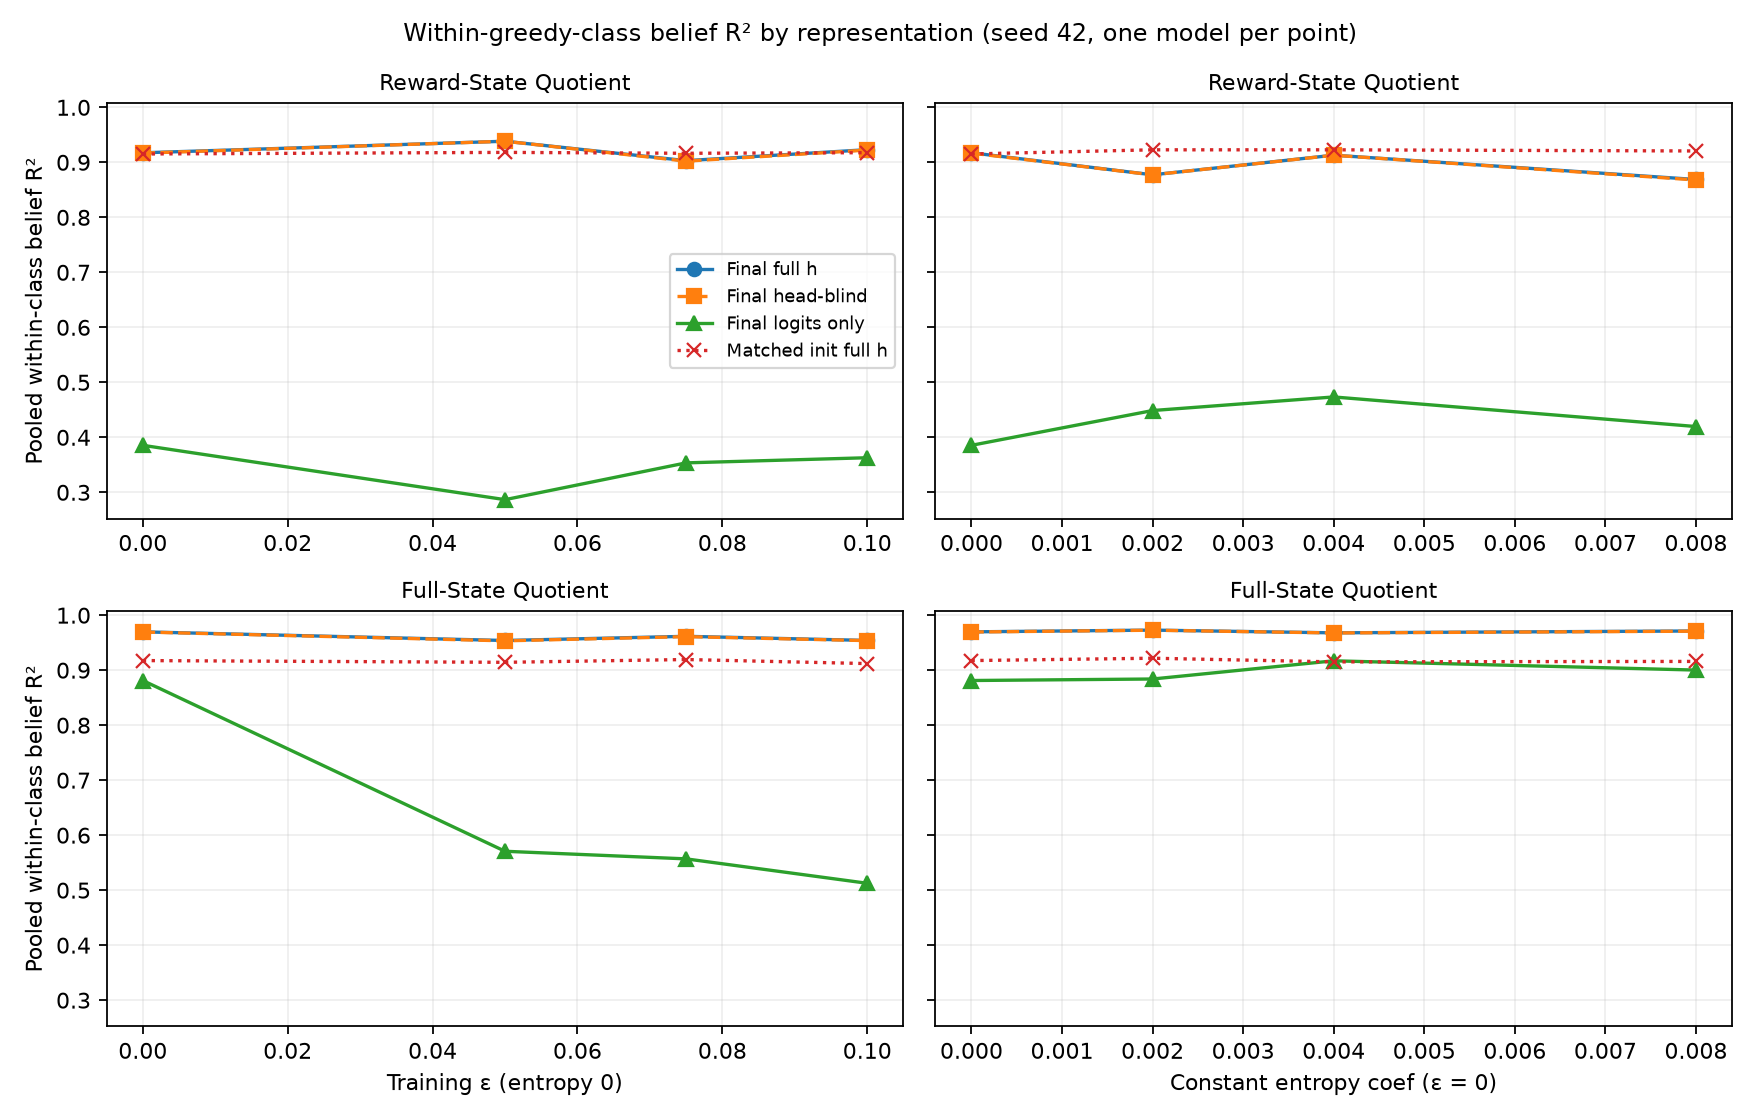 Within-greedy-class belief R² by representation (seed 42, one model per point)
Reward-State Quotient
Pooled within-class belief R²
1.0
0.9
0.8
0.7
0.6
0.5
0.4
0.3
0.00 0.02 0.04 0.06 0.08 0.10
Final full h
Final head-blind
Final logits only
Matched init full h
Reward-State Quotient
0.000 0.001 0.002 0.003 0.004 0.005 0.006 0.007 0.008
Full-State Quotient
Pooled within-class belief R²
1.0
0.9
0.8
0.7
0.6
0.5
0.4
0.3
0.00 0.02 0.04 0.06 0.08 0.10
Training ε (entropy 0)
Full-State Quotient
0.000 0.001 0.002 0.003 0.004 0.005 0.006 0.007 0.008
Constant entropy coef (ε = 0)